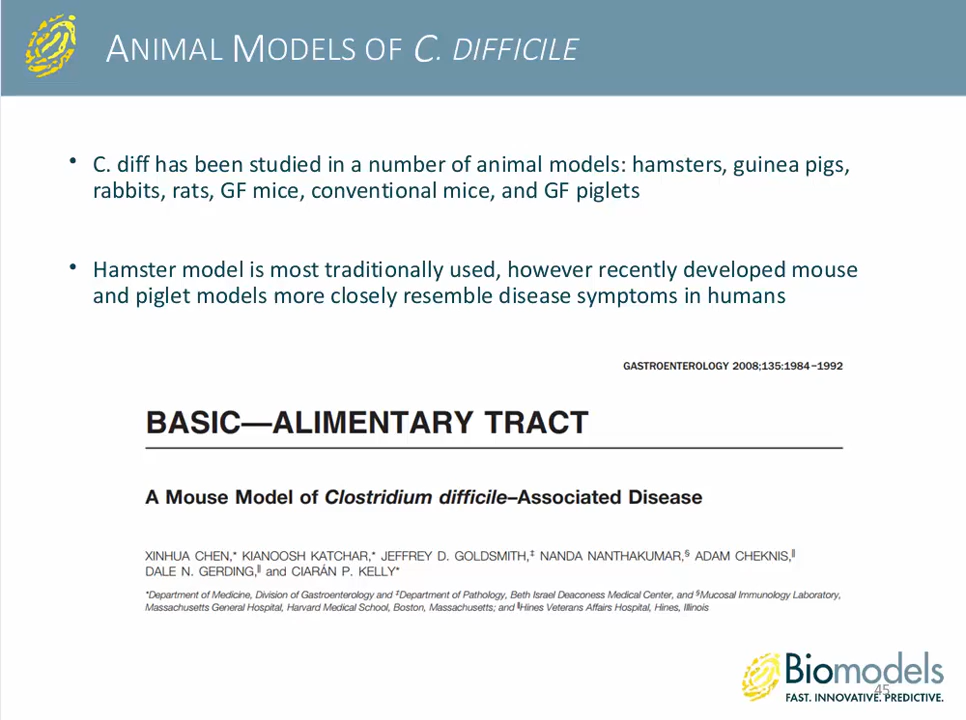 ANIMAL MODELS OF C. DIFFICILE
• C. diff has been studied in a number of animal models: hamsters, guinea pigs,
rabbits, rats, GF mice, conventional mice, and GF piglets
• Hamster model is most traditionally used, however recently developed mouse
and piglet models more closely resemble disease symptoms in humans
GASTROENTEROLOGY 2008;135:1984–1992
BASIC—ALIMENTARY TRACT
A Mouse Model of Clostridium difficile–Associated Disease
XINHUA CHEN,* KIANOOSH KATCHAR,* JEFFREY D. GOLDSMITH,‡ NANDA NANTHAKUMAR,§ ADAM CHEKNIS,‖
DALE N. GERDING,‖ and CIARÁN P. KELLY*
*Department of Medicine, Division of Gastroenterology and ‡Department of Pathology, Beth Israel Deaconess Medical Center, and §Mucosal Immunology Laboratory,
Massachusetts General Hospital, Harvard Medical School, Boston, Massachusetts; and ‖Hines Veterans Affairs Hospital, Hines, Illinois
Biomodels
45
FAST. INNOVATIVE. PREDICTIVE.